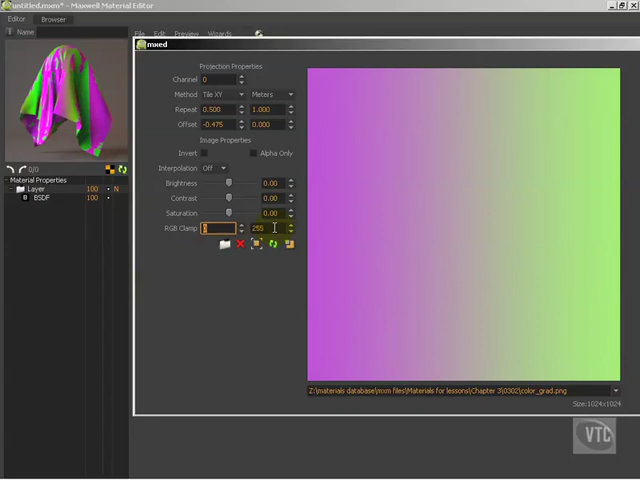 untitled.mxm* - Maxwell Material Editor
Editor Browser
Name
File Edit Preview Wizards
mxed
Projection Properties
Channel 0
Method Tile XY Meters
Repeat 0.500 1.000
Offset -0.475 0.000
Image Properties
Invert Alpha Only
Interpolation Off
Brightness 0.00
Contrast 0.00
Saturation 0.00
RGB Clamp 0 255
0/0
Material Properties
Layer 100 N
B BSDF 100
Z:\materials database\mxm files\Materials for lessons\Chapter 3\0302\color_grad.png
Size:1024x1024
VTC